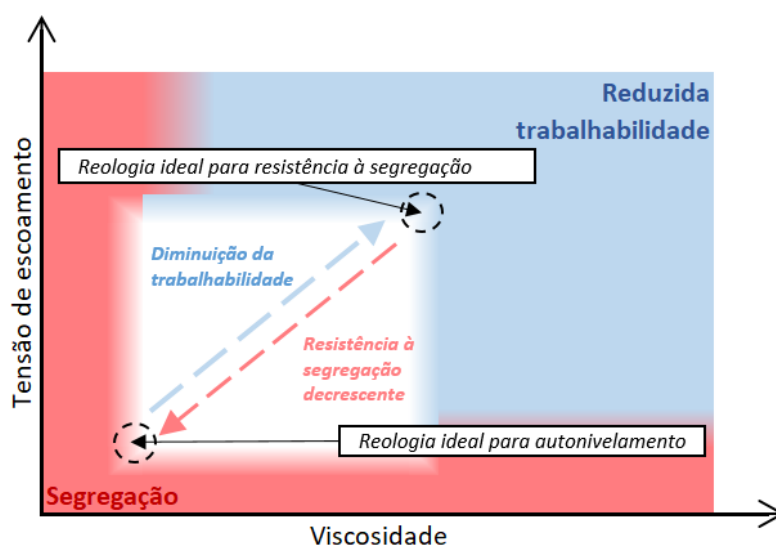 Reduzida
trabalhabilidade
Reologia ideal para resistência à segregação
Diminuição da
trabalhabilidade
Resistência à
segregação
decrescente
Reologia ideal para autonivelamento
Segregação
Tensão de escoamento
Viscosidade